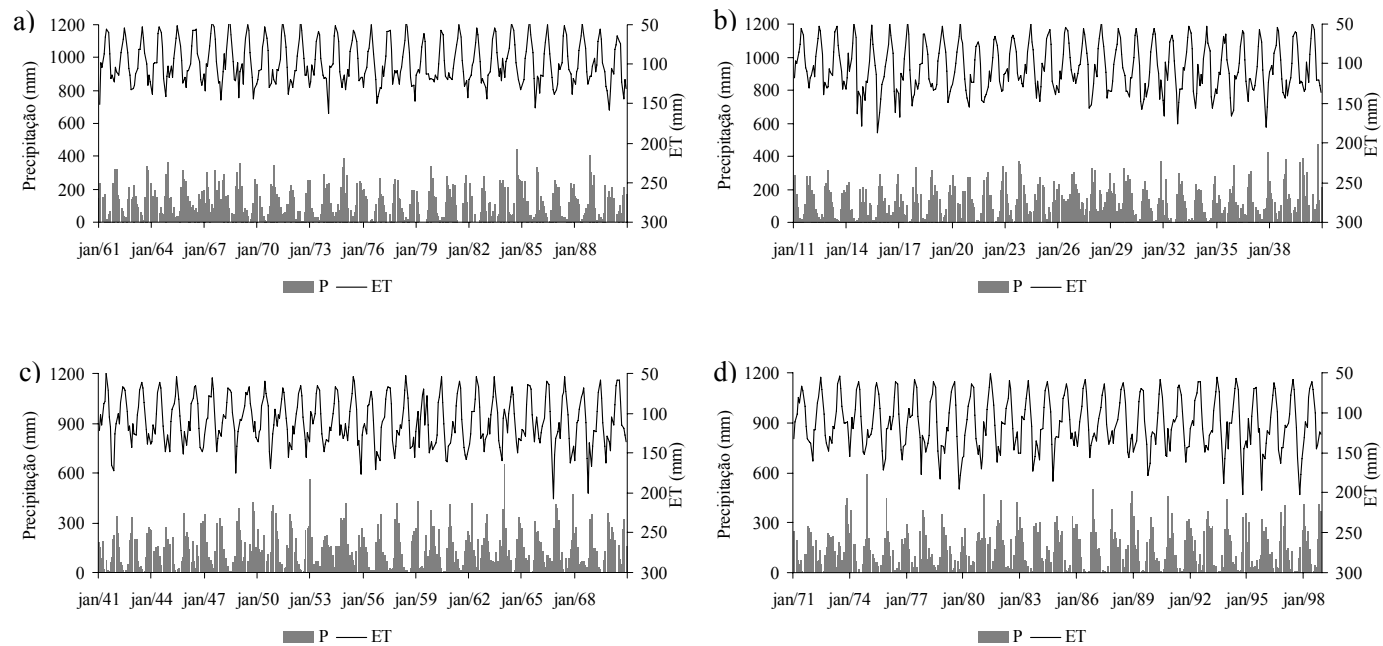 a)
Precipitação (mm)
1200
1000
800
600
400
200
0
50
100
150
200
250
300
ET (mm)
jan/61 jan/64 jan/67 jan/70 jan/73 jan/76 jan/79 jan/82 jan/85 jan/88
P ET
b)
Precipitação (mm)
1200
1000
800
600
400
200
0
50
100
150
200
250
300
ET (mm)
jan/11 jan/14 jan/17 jan/20 jan/23 jan/26 jan/29 jan/32 jan/35 jan/38
P ET
c)
Precipitação (mm)
1200
900
600
300
0
50
100
150
200
250
300
ET (mm)
jan/41 jan/44 jan/47 jan/50 jan/53 jan/56 jan/59 jan/62 jan/65 jan/68
P ET
d)
Precipitação (mm)
1200
900
600
300
0
50
100
150
200
250
300
ET (mm)
jan/71 jan/74 jan/77 jan/80 jan/83 jan/86 jan/89 jan/92 jan/95 jan/98
P ET